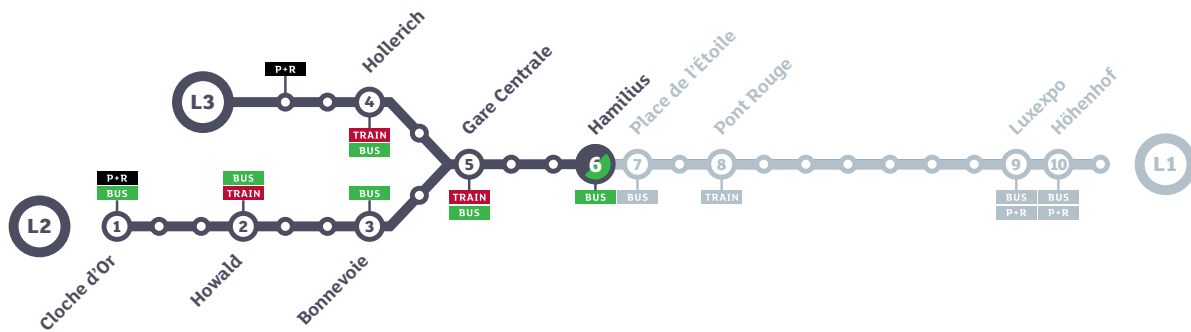 Hollerich
Gare Centrale
Hamilius
Place de l'Étoile
Pont Rouge
Luxexpo
Höhenhof
P+R
L3
4
TRAIN
BUS
5
TRAIN
BUS
6
BUS
7
BUS
8
TRAIN
9
BUS
P+R
10
BUS
P+R
L1
L2
P+R
BUS
1
BUS
TRAIN
2
BUS
3
Cloche d'Or
Howald
Bonnevoie